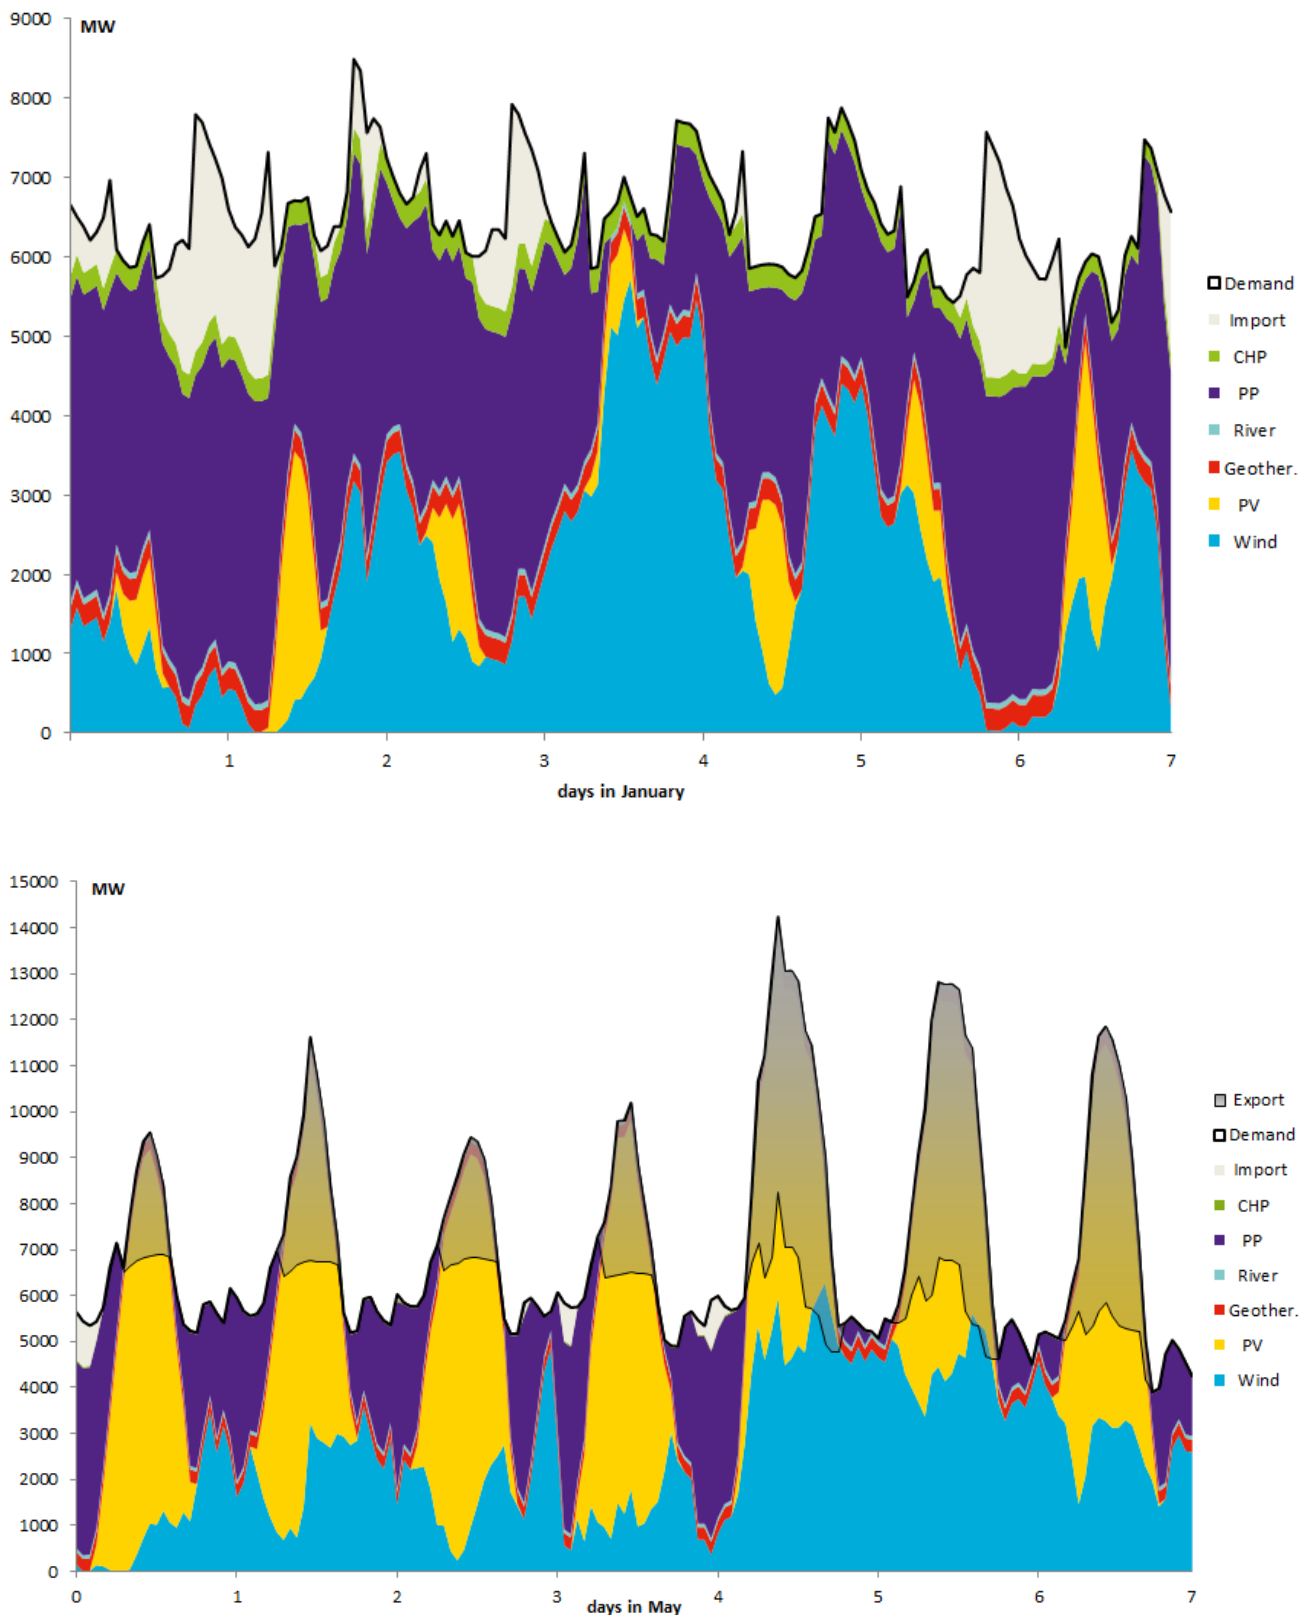 9000
MW
8000
7000
6000
5000
4000
3000
2000
1000
0
1 2 3 4 5 6 7
days in January
Demand
Import
CHP
PP
River
Geother.
PV
Wind
15000
MW
14000
13000
12000
11000
10000
9000
8000
7000
6000
5000
4000
3000
2000
1000
0
0 1 2 3 4 5 6 7
days in May
Export
Demand
Import
CHP
PP
River
Geother.
PV
Wind